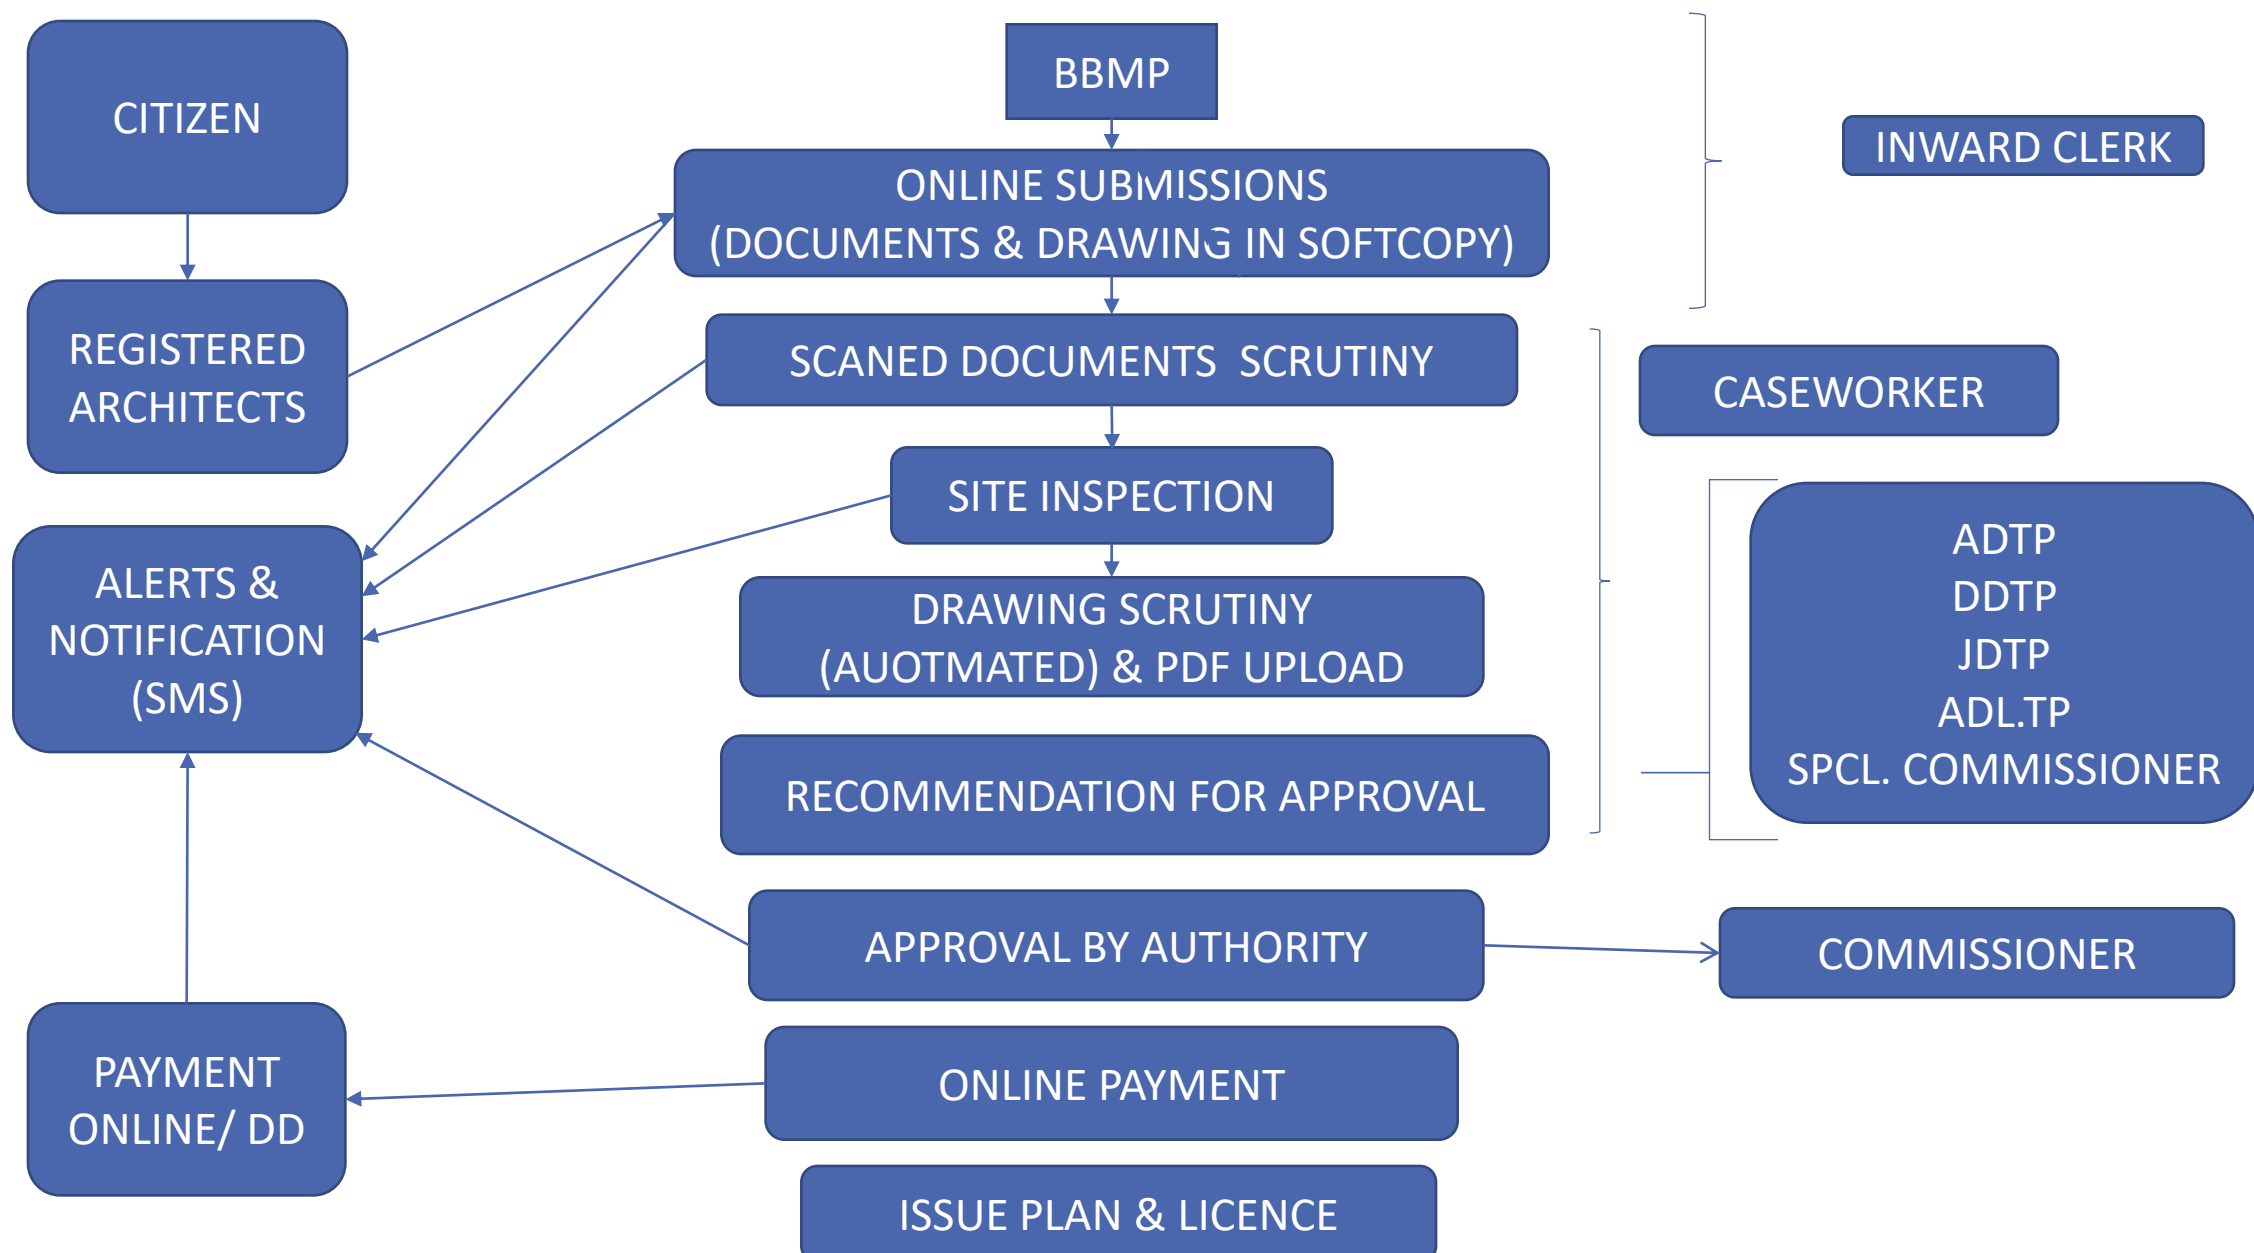 CITIZEN
REGISTERED
ARCHITECTS
ALERTS &
NOTIFICATION
(SMS)
PAYMENT
ONLINE/ DD
BBMP
ONLINE SUBMISSIONS
(DOCUMENTS & DRAWING IN SOFTCOPY)
SCANED DOCUMENTS  SCRUTINY
SITE INSPECTION
DRAWING SCRUTINY
(AUOTMATED) & PDF UPLOAD
RECOMMENDATION FOR APPROVAL
APPROVAL BY AUTHORITY
ONLINE PAYMENT
ISSUE PLAN & LICENCE
INWARD CLERK
CASEWORKER
ADTP
DDTP
JDTP
ADL.TP
SPCL. COMMISSIONER
COMMISSIONER